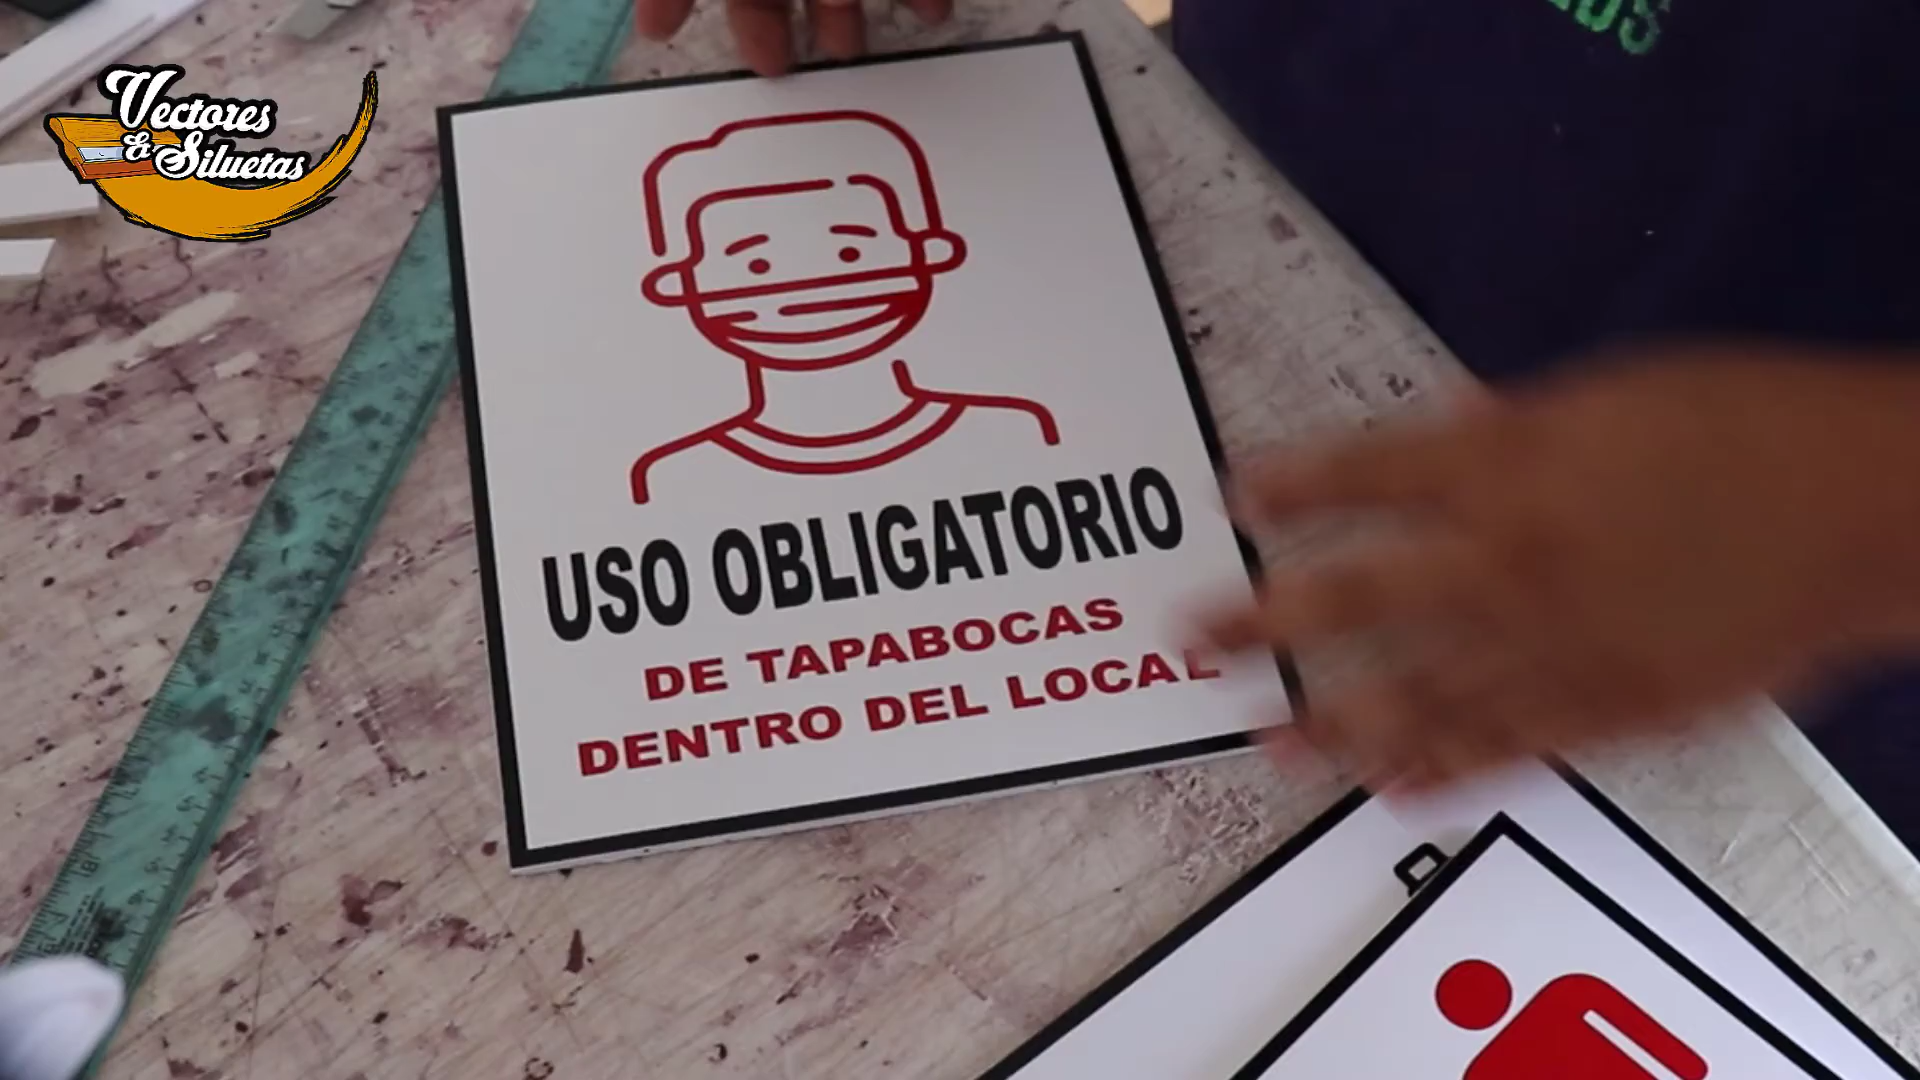 Vectores
& Siluetas
USO OBLIGATORIO
DE TAPABOCAS
DENTRO DEL LOCAL